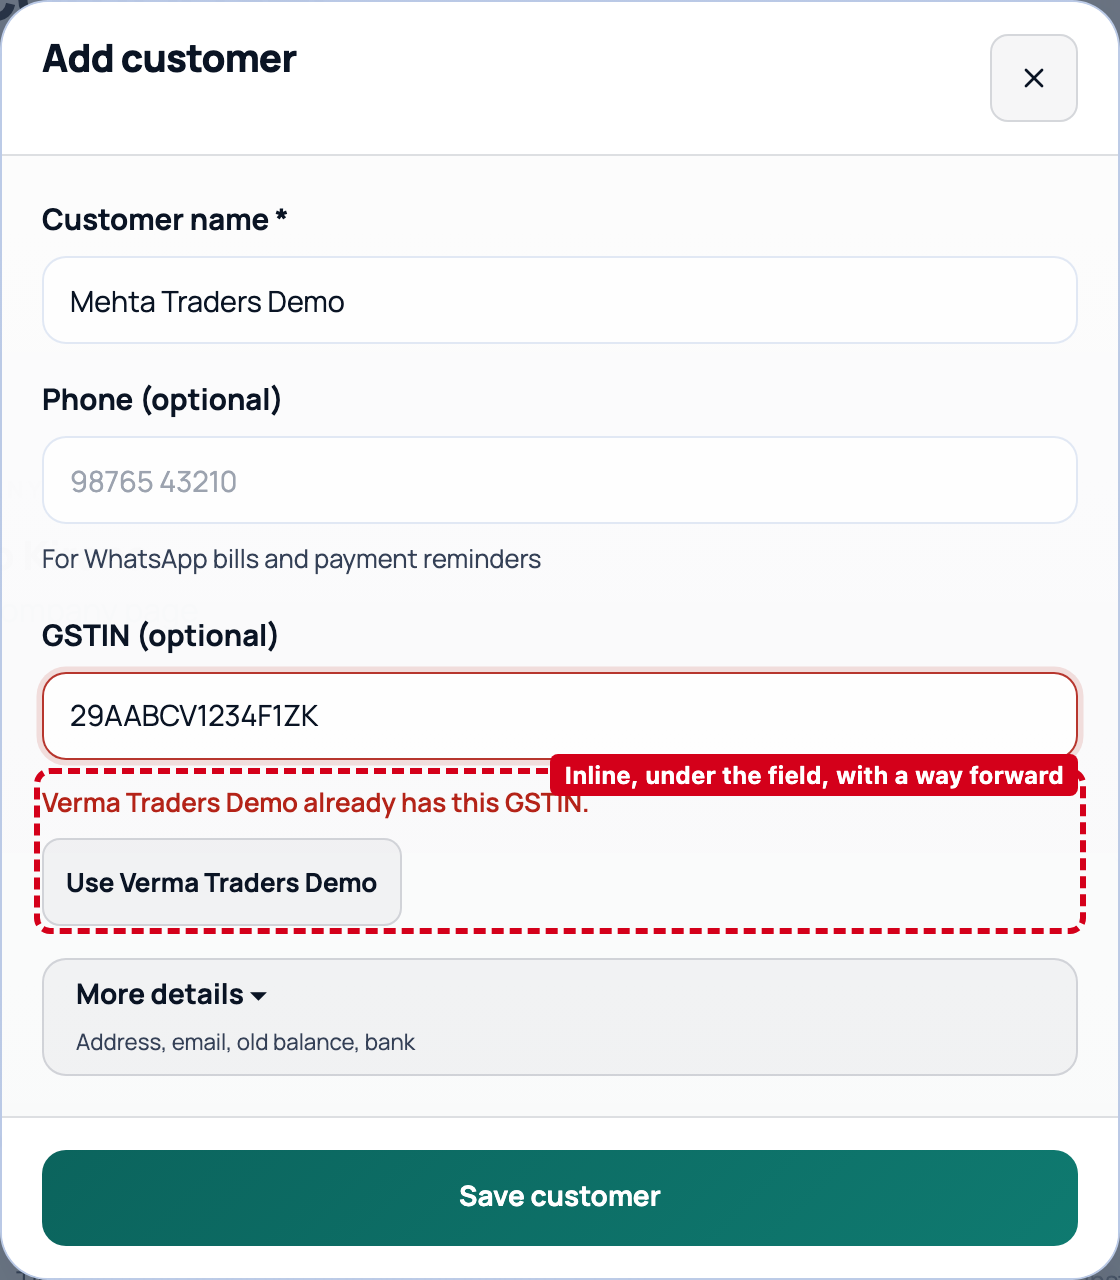 Add customer
Customer name *
Mehta Traders Demo
Phone (optional)
98765 43210
For WhatsApp bills and payment reminders
GSTIN (optional)
29AABCV1234F1ZK
Inline, under the field, with a way forward
Verma Traders Demo already has this GSTIN.
Use Verma Traders Demo
More details
Address, email, old balance, bank
Save customer